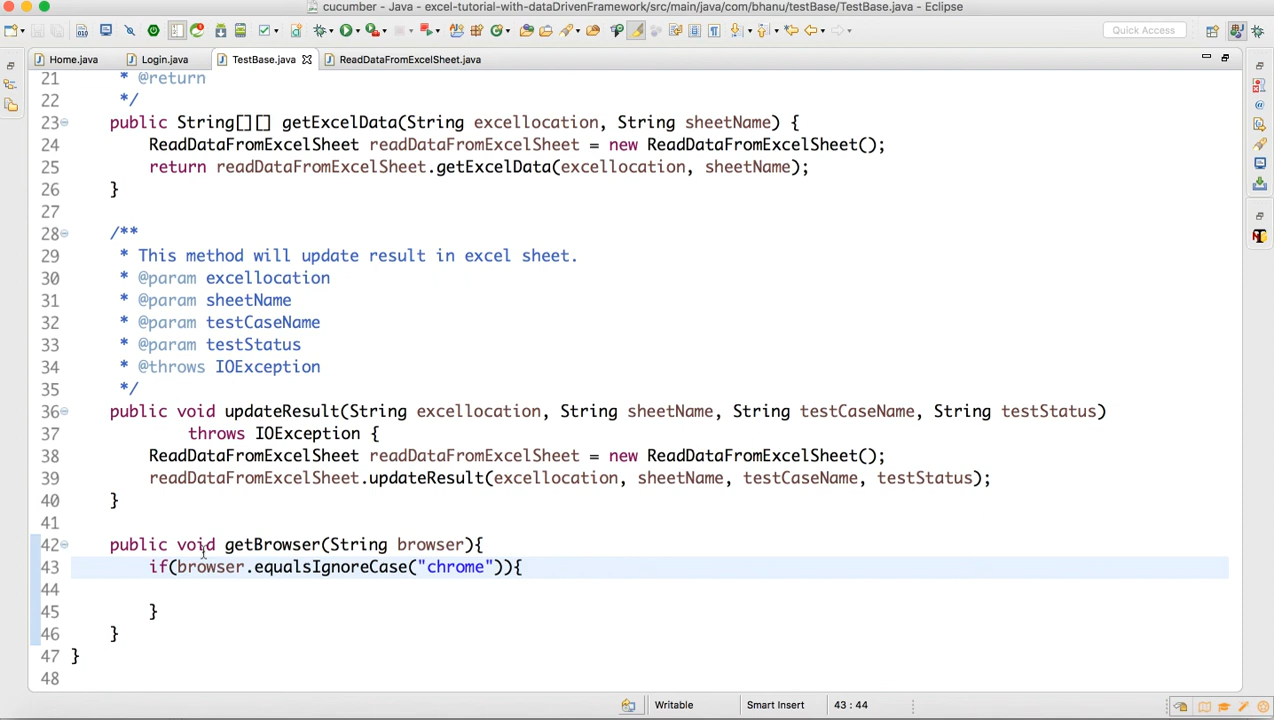 cucumber - Java - excel-tutorial-with-dataDrivenFramework/src/main/java/com/bhanu/testBase/TestBase.java - Eclipse
Quick Access
Home.java Login.java TestBase.java ReadDataFromExcelSheet.java
21 * @return
22 */
23 public String[][] getExcelData(String excellocation, String sheetName) {
24 ReadDataFromExcelSheet readDataFromExcelSheet = new ReadDataFromExcelSheet();
25 return readDataFromExcelSheet.getExcelData(excellocation, sheetName);
26 }
27
28 /**
29 * This method will update result in excel sheet.
30 * @param excellocation
31 * @param sheetName
32 * @param testCaseName
33 * @param testStatus
34 * @throws IOException
35 */
36 public void updateResult(String excellocation, String sheetName, String testCaseName, String testStatus)
37 throws IOException {
38 ReadDataFromExcelSheet readDataFromExcelSheet = new ReadDataFromExcelSheet();
39 readDataFromExcelSheet.updateResult(excellocation, sheetName, testCaseName, testStatus);
40 }
41
42 public void getBrowser(String browser){
43 if(browser.equalsIgnoreCase("chrome")){
44
45 }
46 }
47 }
48
Writable Smart Insert 43 : 44